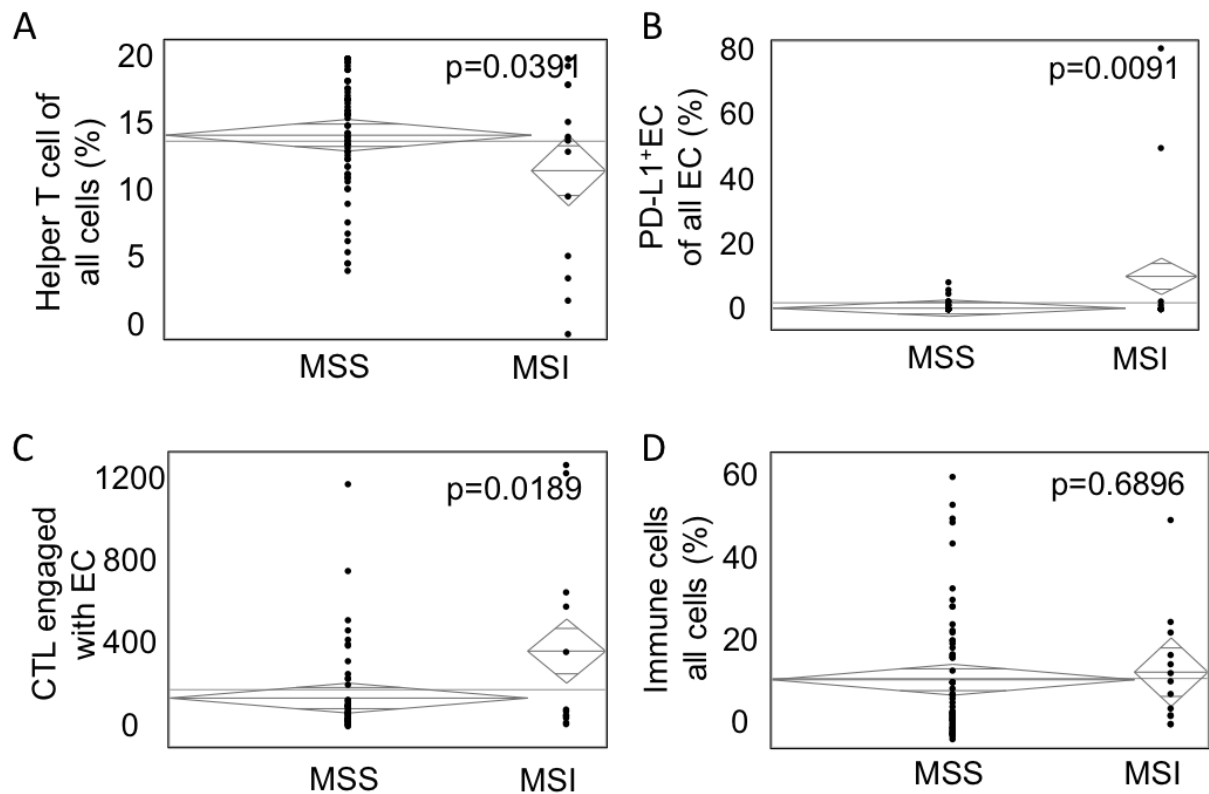 A
Helper T cell of
all cells (%)
20
15
10
5
0
p=0.0391
MSS
MSI
B
PD-L1⁺EC
of all EC (%)
80
60
40
20
0
p=0.0091
MSS
MSI
C
CTL engaged
with EC
1200
800
400
0
p=0.0189
MSS
MSI
D
Immune cells
all cells (%)
60
40
20
0
p=0.6896
MSS
MSI